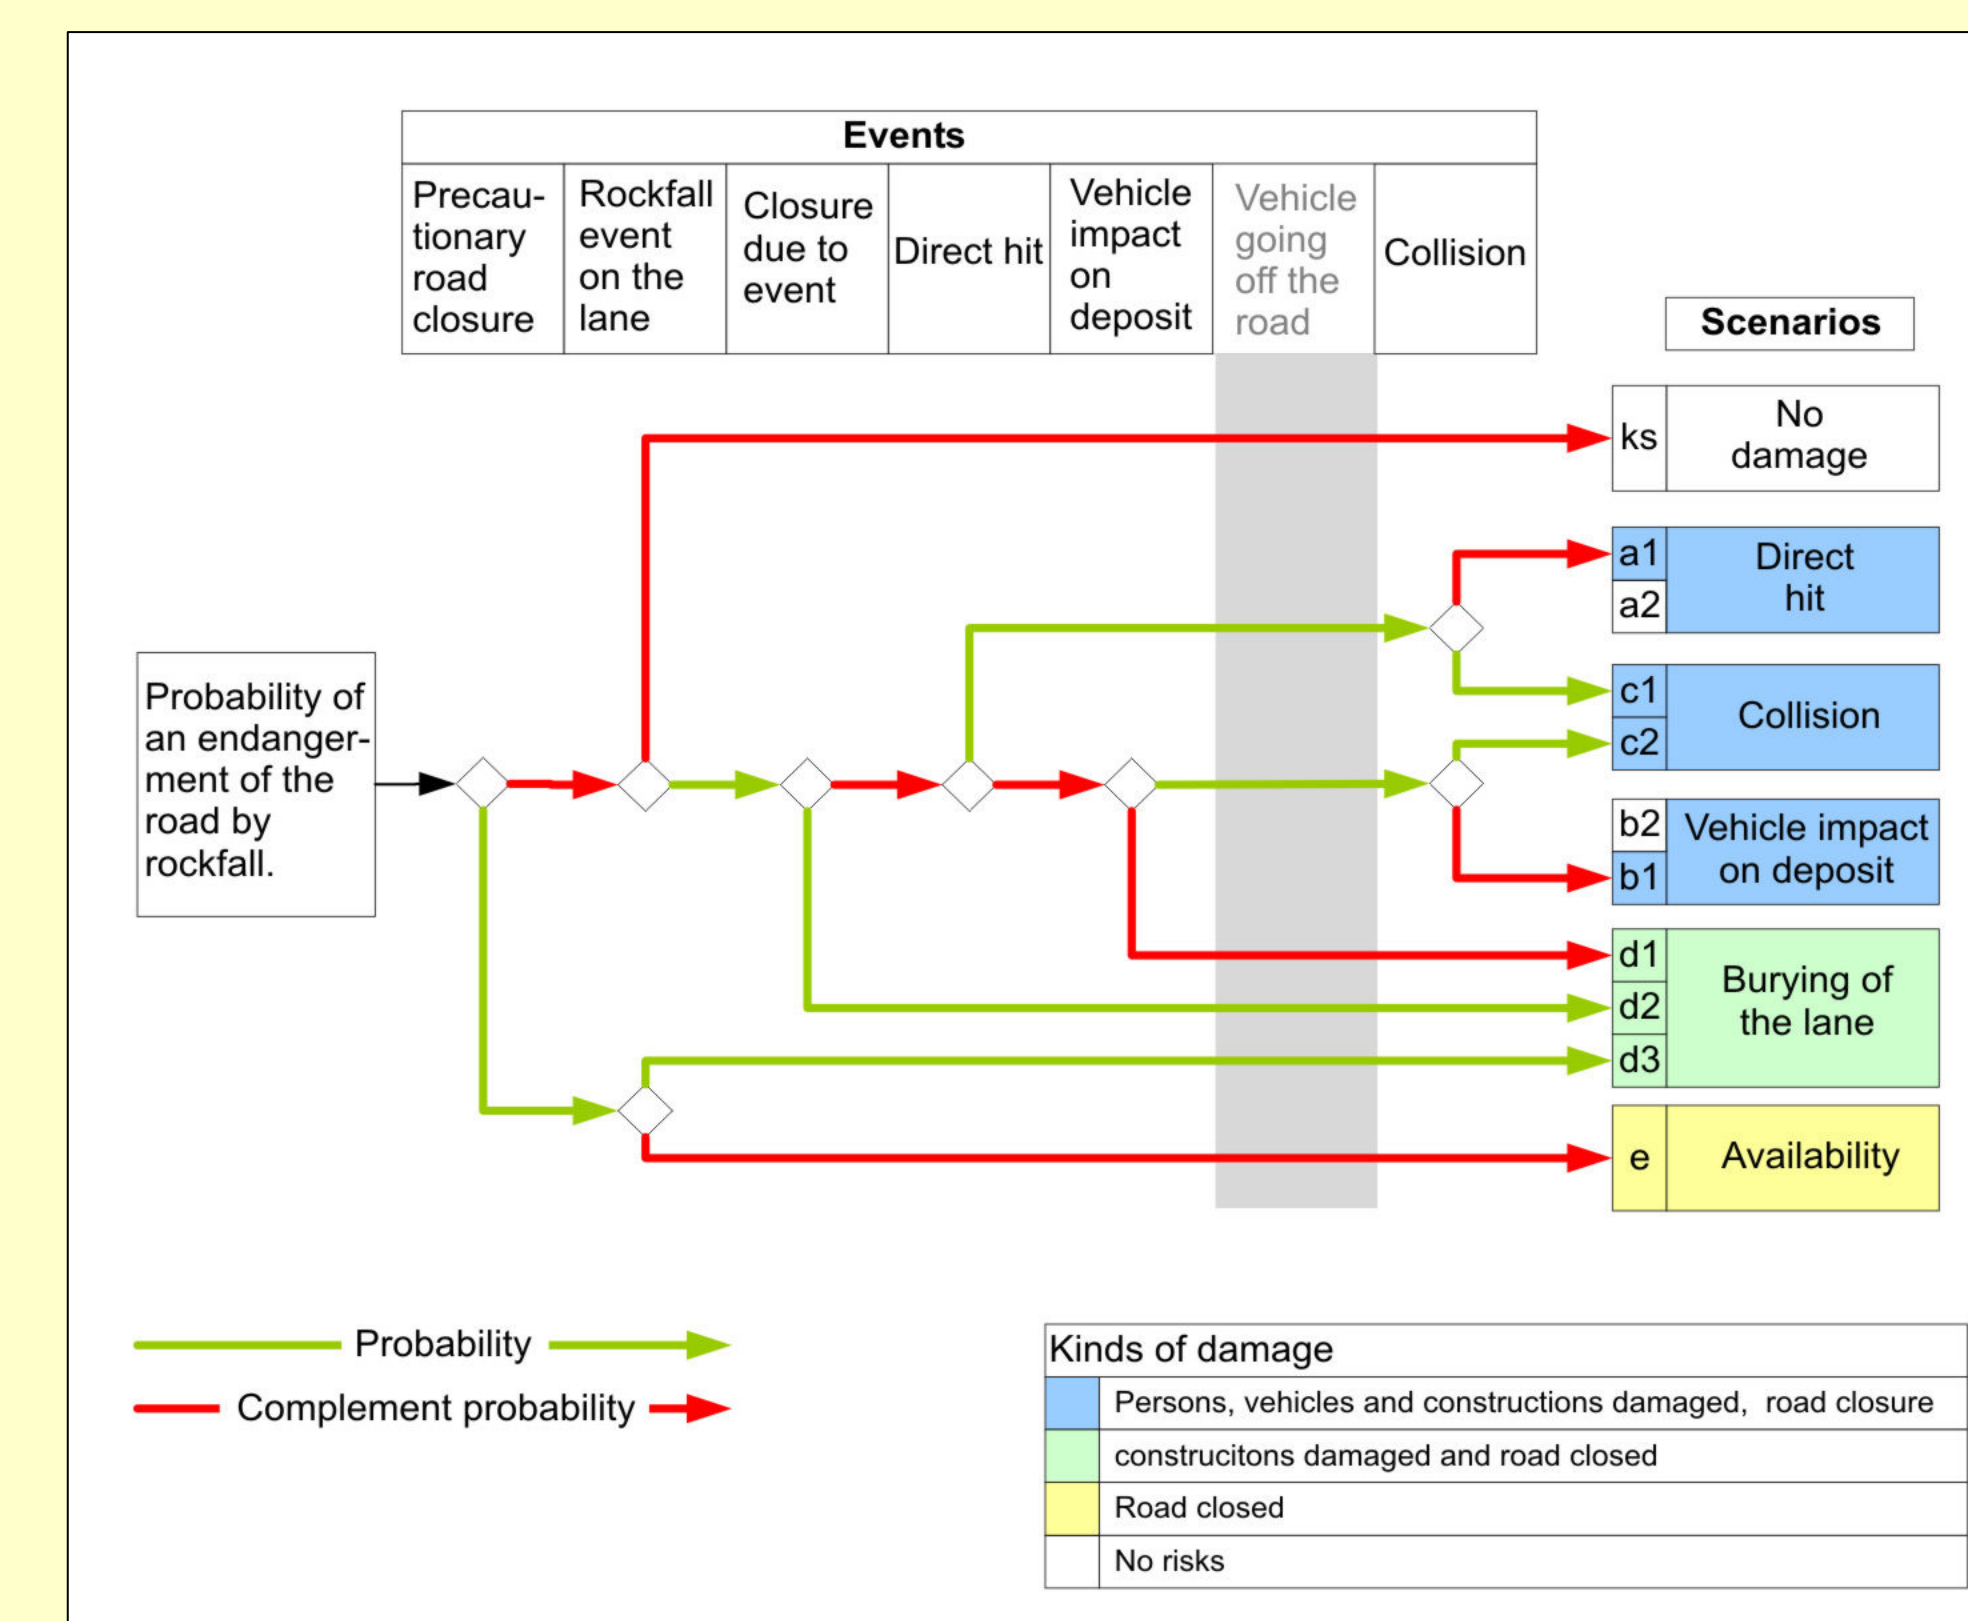 Events
Precau-
tionary
road
closure
Rockfall
event
on the
lane
Closure
due to
event
Direct hit
Vehicle
impact
on
deposit
Vehicle
going
off the
road
Collision
Scenarios
ks
No
damage
a1
a2
Direct
hit
c1
c2
Collision
b2
b1
Vehicle impact
on deposit
d1
d2
d3
Burying of
the lane
e
Availability
Probability of
an endanger-
ment of the
road by
rockfall.
Probability
Complement probability
Kinds of damage
Persons, vehicles and constructions damaged, road closure
construcitons damaged and road closed
Road closed
No risks